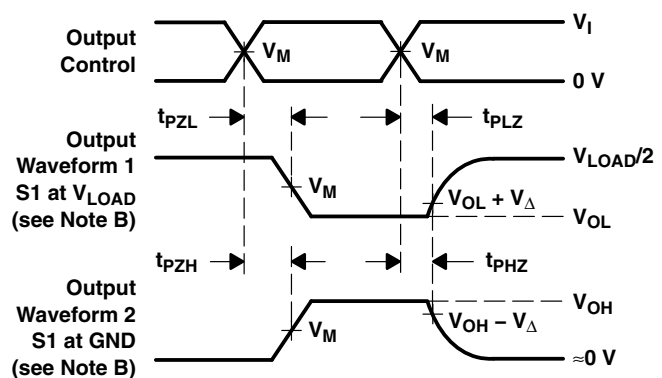 Output
Control
V_M
V_M
V_I
0 V
t_PZL
t_PLZ
Output
Waveform 1
S1 at V_LOAD
(see Note B)
V_M
V_LOAD/2
V_OL + V_Δ
V_OL
t_PZH
t_PHZ
Output
Waveform 2
S1 at GND
(see Note B)
V_M
V_OH
V_OH − V_Δ
≈0 V